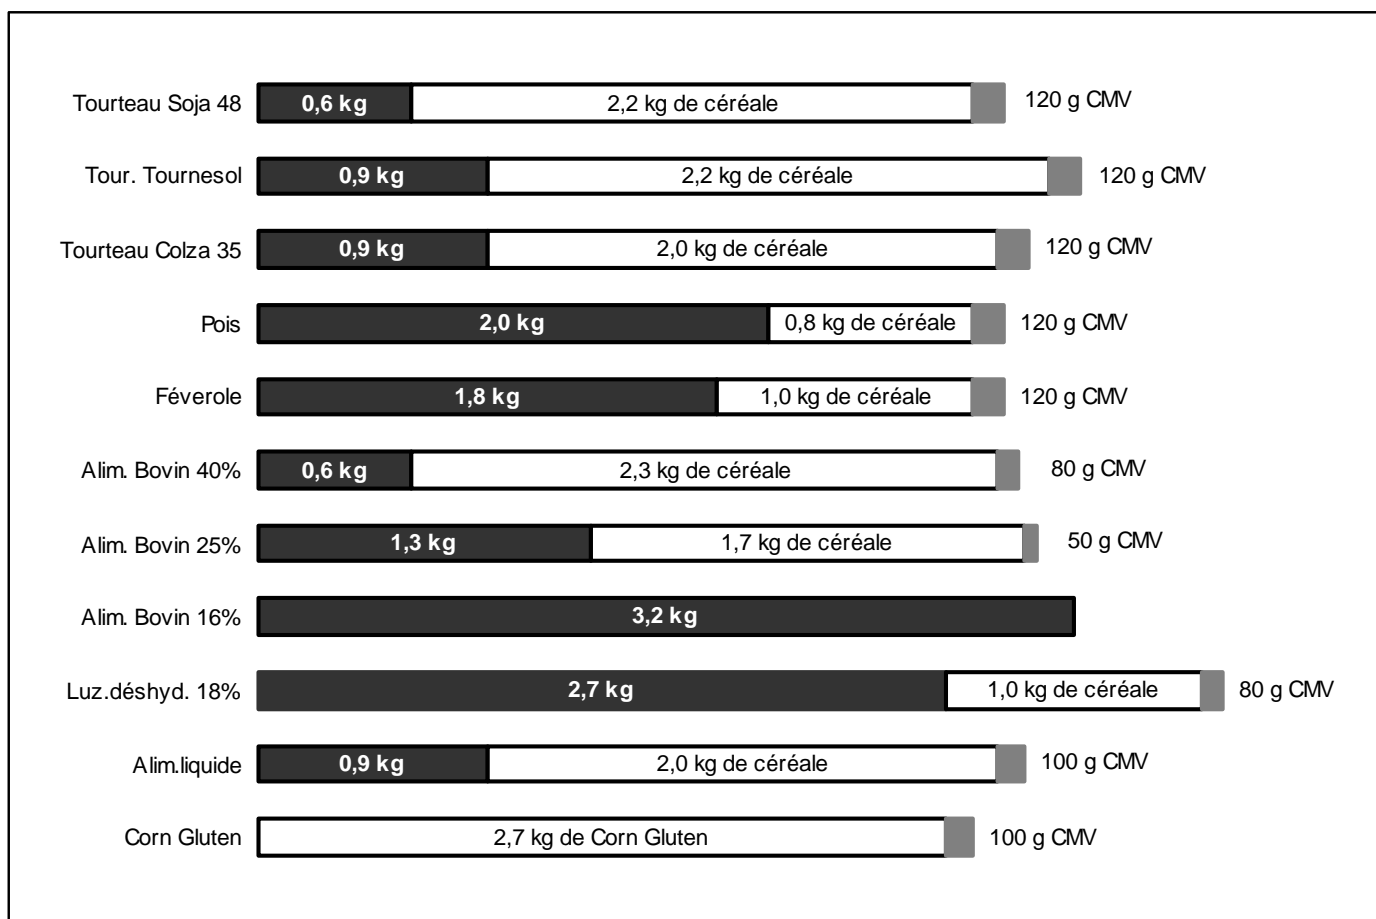 Tourteau Soja 48 0,6 kg 2,2 kg de céréale 120 g CMV
Tour. Tournesol 0,9 kg 2,2 kg de céréale 120 g CMV
Tourteau Colza 35 0,9 kg 2,0 kg de céréale 120 g CMV
Pois 2,0 kg 0,8 kg de céréale 120 g CMV
Féverole 1,8 kg 1,0 kg de céréale 120 g CMV
Alim. Bovin 40% 0,6 kg 2,3 kg de céréale 80 g CMV
Alim. Bovin 25% 1,3 kg 1,7 kg de céréale 50 g CMV
Alim. Bovin 16% 3,2 kg
Luz.déshyd. 18% 2,7 kg 1,0 kg de céréale 80 g CMV
Alim.liquide 0,9 kg 2,0 kg de céréale 100 g CMV
Corn Gluten 2,7 kg de Corn Gluten 100 g CMV